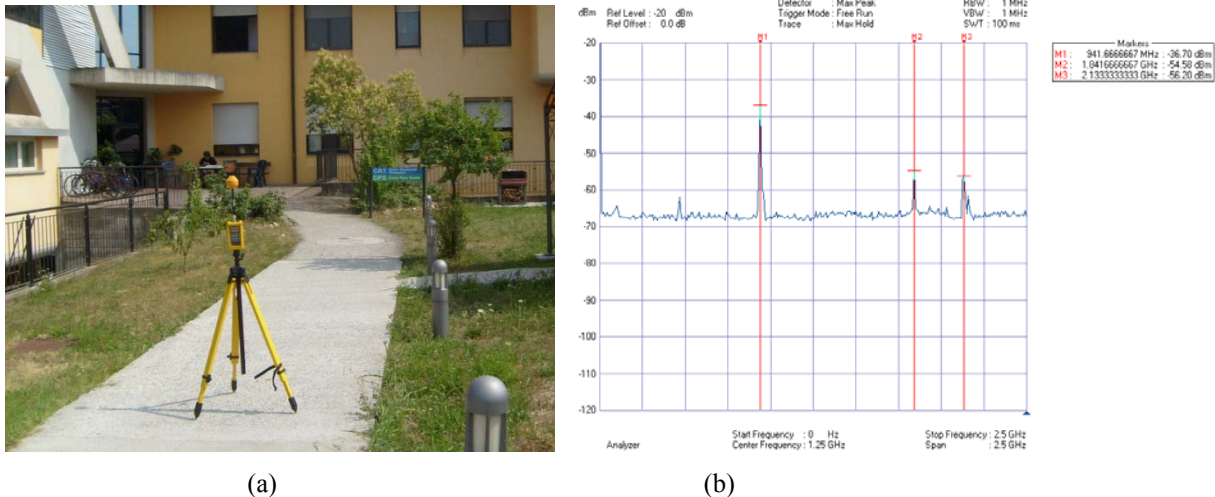 GRT
GPS
dBm
Ref Level : -20 dBm
Ref Offset : 0.0 dB
Detector : Max Peak
Trigger Mode : Free Run
Trace : Max Hold
RBW : 1 MHz
VBW : 1 MHz
SWT : 100 ms
M1 M2 M3
-20
-30
-40
-50
-60
-70
-80
-90
-100
-110
-120
Markers
M1 : 941.6666667 MHz : -36.70 dBm
M2 : 1.8416666667 GHz : -54.58 dBm
M3 : 2.1333333333 GHz : -56.20 dBm
Analyzer
Start Frequency : 0 Hz
Center Frequency : 1.25 GHz
Stop Frequency : 2.5 GHz
Span : 2.5 GHz
(a) (b)